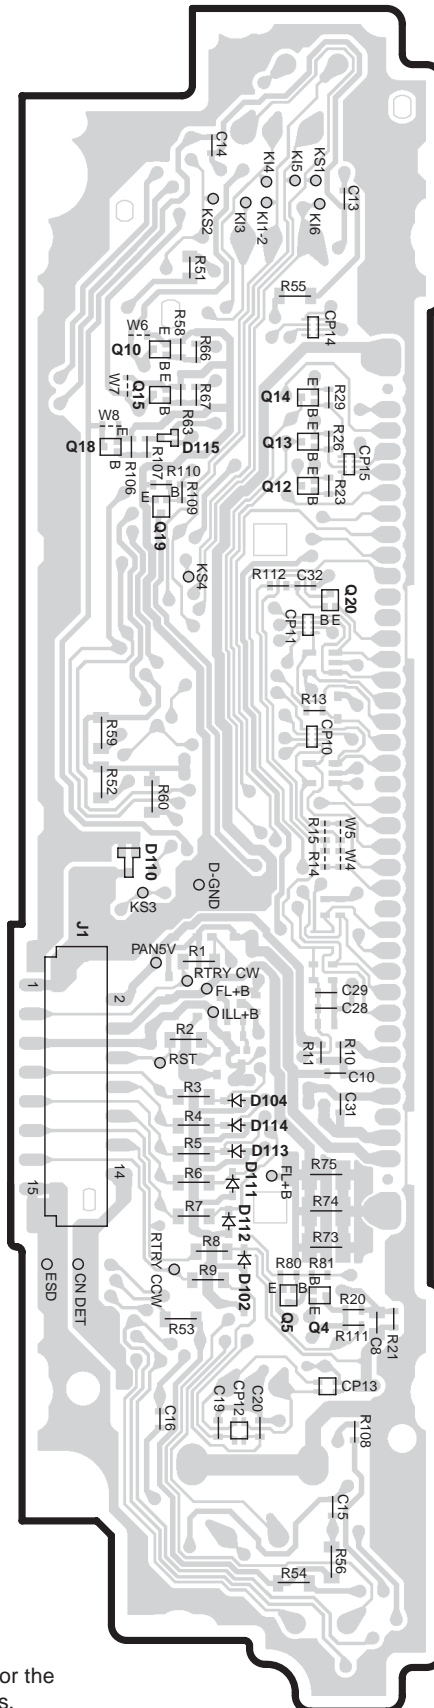 C14
KI4
KI5
KS1
C13
KS2
KI3
KI1-2
KI6
R51
R55
CP14
W6
R58
E
Q10
R66
B
W7
Q15
E
B
R67
Q14
E
B
R29
R63
W8
E
Q18
B
D115
Q13
E
B
R26
CP15
R106
R107
R110
E
B
R109
Q12
E
B
R23
Q19
KS4
R112
C32
Q20
B E
CP11
R13
CP10
R59
R52
R60
R15
R14
W5
W4
D110
D-GND
KS3
J1
PAN5V
R1
1
2
RTRY CW
FL+B
ILL+B
C29
C28
R2
RST
R11
R10
C10
R3
D104
C31
R4
D114
R5
D113
15
14
R6
D111
FL+B
R75
R7
D112
R74
R73
R8
RTRY CCW
R9
D102
R80
R81
ESD
CN DET
E
B
Q5
B
E
Q4
R20
R111
C8
R21
R53
CP13
C16
C19
CP12
C20
R108
C15
R54
R56
or the
s.